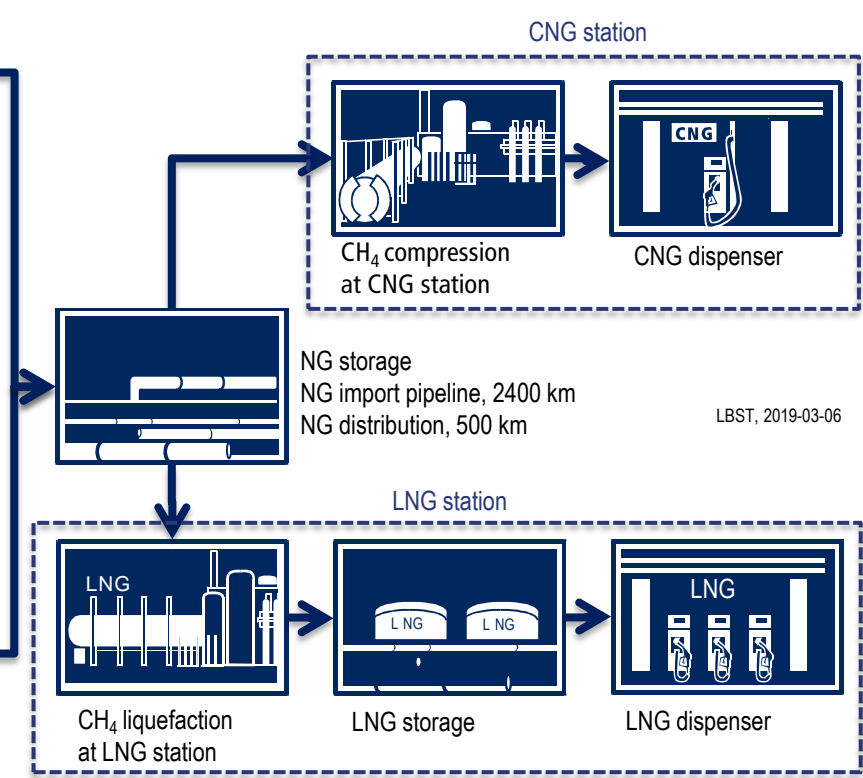 CNG station
CNG
CH₄ compression
at CNG station
CNG dispenser
NG storage
NG import pipeline, 2400 km
NG distribution, 500 km
LBST, 2019-03-06
LNG station
LNG
L NG
L NG
LNG
CH₄ liquefaction
at LNG station
LNG storage
LNG dispenser